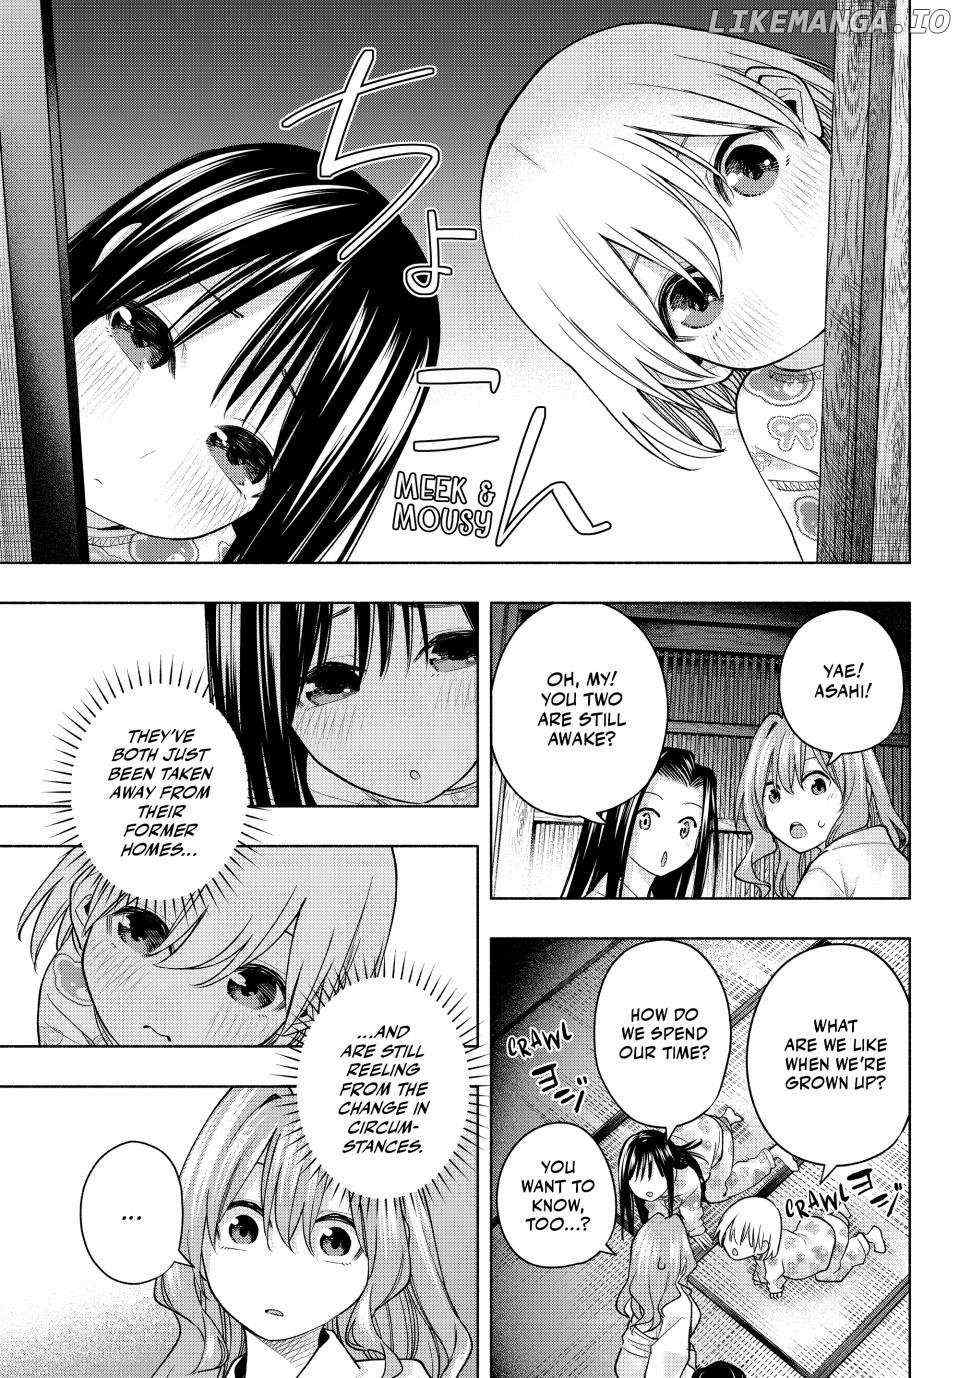 LIKEMANGA.IO
ちょこん
MEEK &
MOUSY
YAE!
ASAHI!
OH, MY!
YOU TWO
ARE STILL
AWAKE?
WHAT
ARE WE LIKE
WHEN WE'RE
GROWN UP?
HOW DO
WE SPEND
OUR TIME?
CRAWL
ヨジ
CRAWL
ヨジ
YOU
WANT TO
KNOW,
TOO...?
THEY'VE
BOTH JUST
BEEN TAKEN
AWAY FROM
THEIR
FORMER
HOMES...
...AND
ARE STILL
REELING
FROM THE
CHANGE IN
CIRCUM-
STANCES.
...